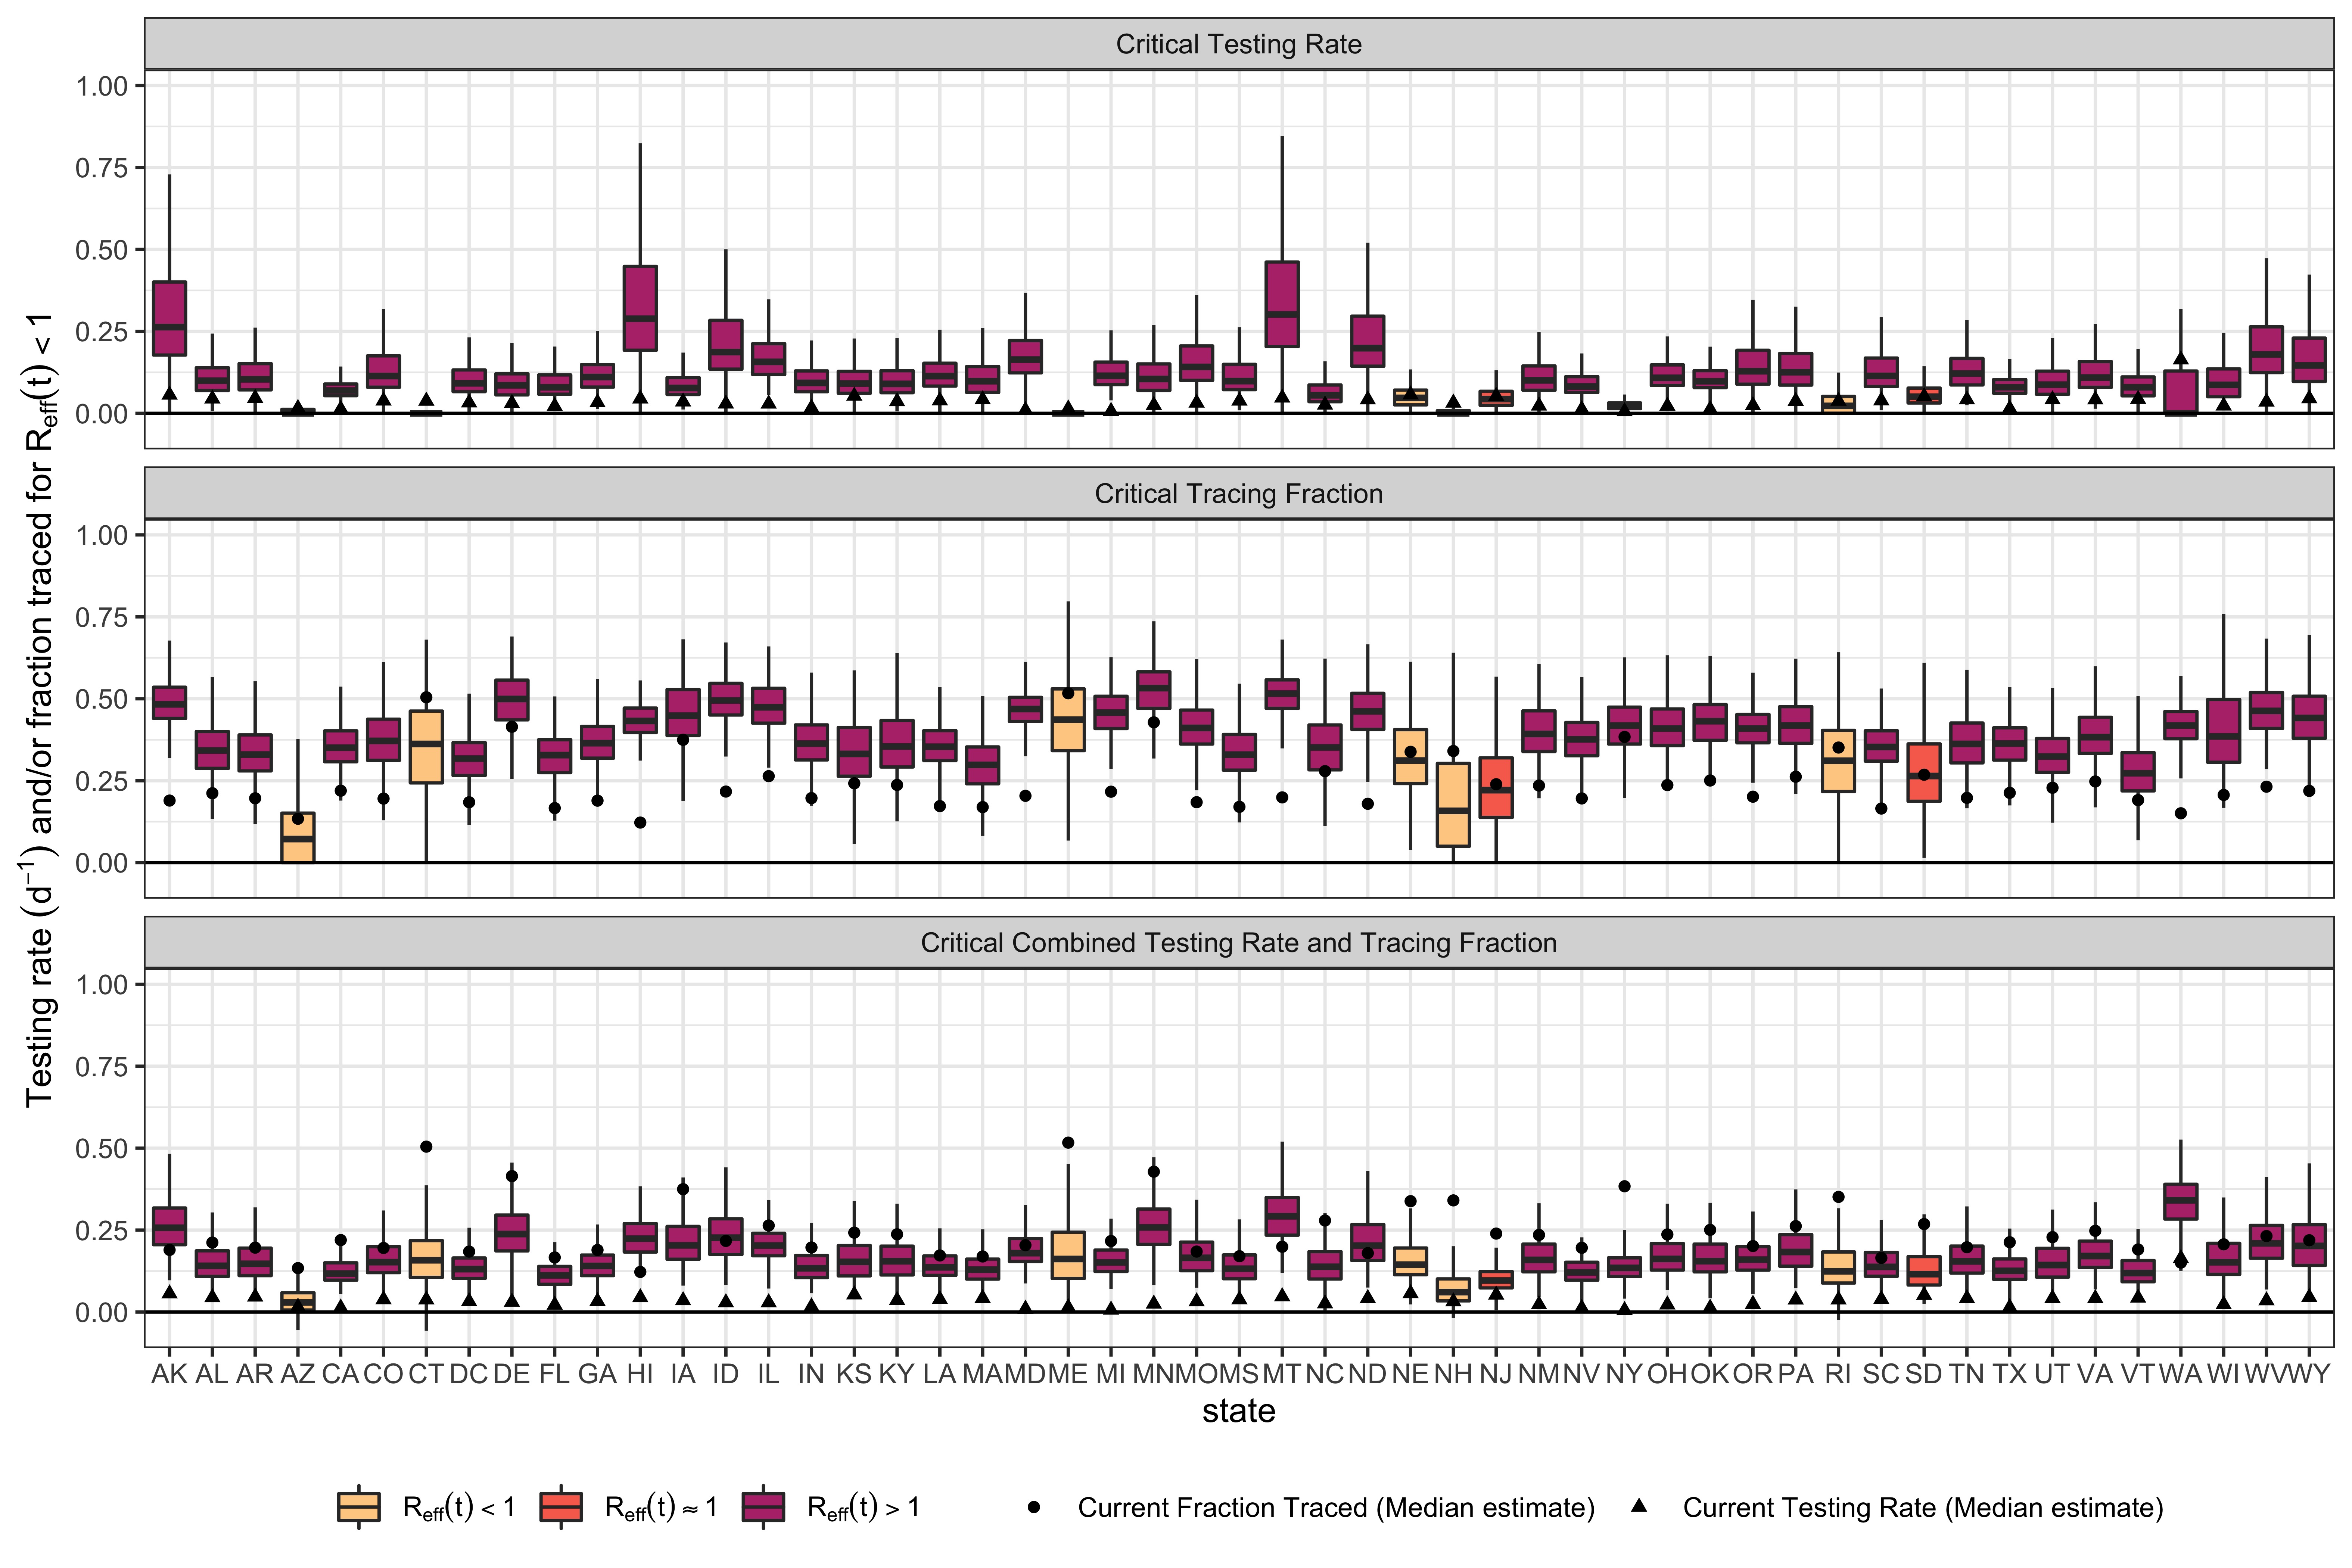 Critical Testing Rate
1.00
0.75
0.50
0.25
0.00
Critical Tracing Fraction
1.00
0.75
0.50
0.25
0.00
Critical Combined Testing Rate and Tracing Fraction
1.00
0.75
0.50
0.25
0.00
Testing rate (d⁻¹) and/or fraction traced for Reff(t) < 1
AK AL AR AZ CA CO CT DC DE FL GA HI IA ID IL IN KS KY LA MA MD ME MI MN MO MS MT NC ND NE NH NJ NM NV NY OH OK OR PA RI SC SD TN TX UT VA VT WA WI WV WY
state
Reff(t) < 1 Reff(t) ≈ 1 Reff(t) > 1 Current Fraction Traced (Median estimate) Current Testing Rate (Median estimate)